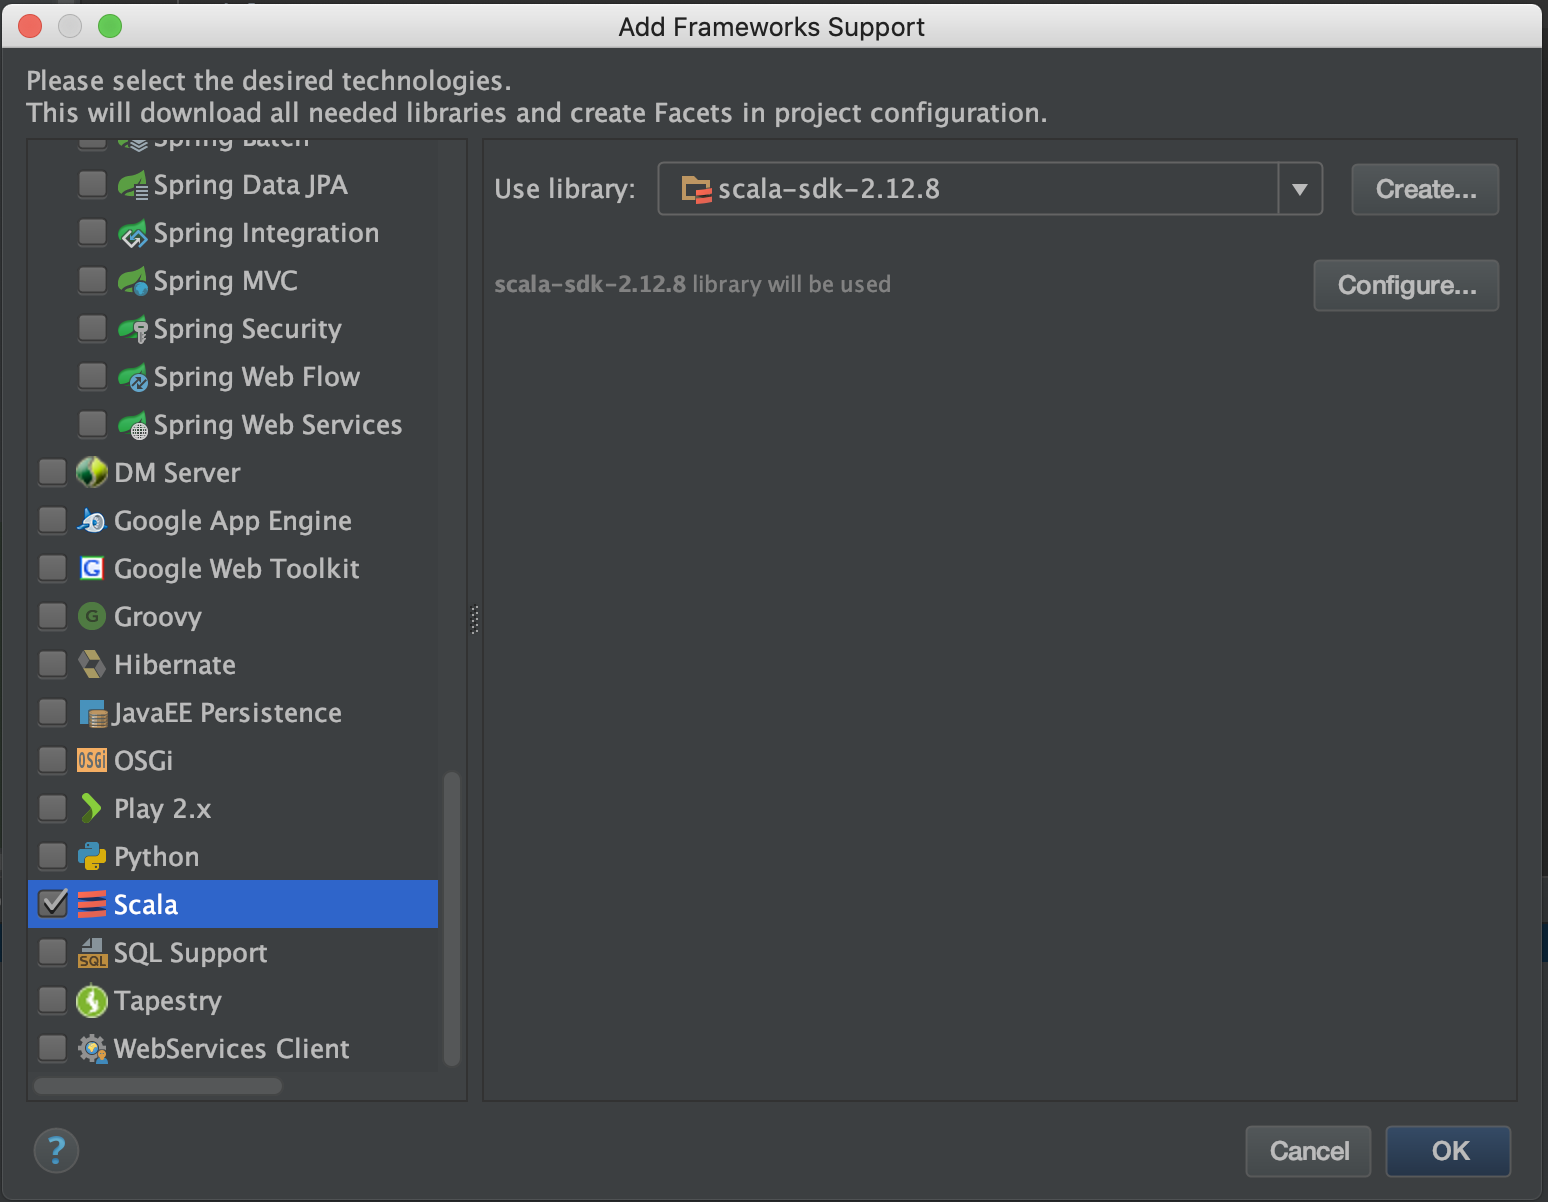 Add Frameworks Support
Please select the desired technologies.
This will download all needed libraries and create Facets in project configuration.
Spring Batch
Spring Data JPA
Spring Integration
Spring MVC
Spring Security
Spring Web Flow
Spring Web Services
DM Server
Google App Engine
G Google Web Toolkit
G Groovy
Hibernate
JavaEE Persistence
OSGi OSGi
Play 2.x
Python
Scala
SQL SQL Support
Tapestry
WebServices Client
Use library: scala-sdk-2.12.8 Create...
scala-sdk-2.12.8 library will be used Configure...
? Cancel OK